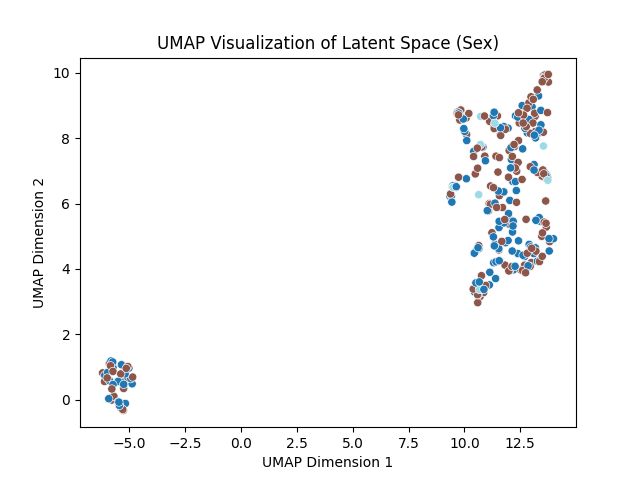 UMAP Visualization of Latent Space (Sex)
10
8
6
4
2
0
UMAP Dimension 2
−5.0 −2.5 0.0 2.5 5.0 7.5 10.0 12.5
UMAP Dimension 1